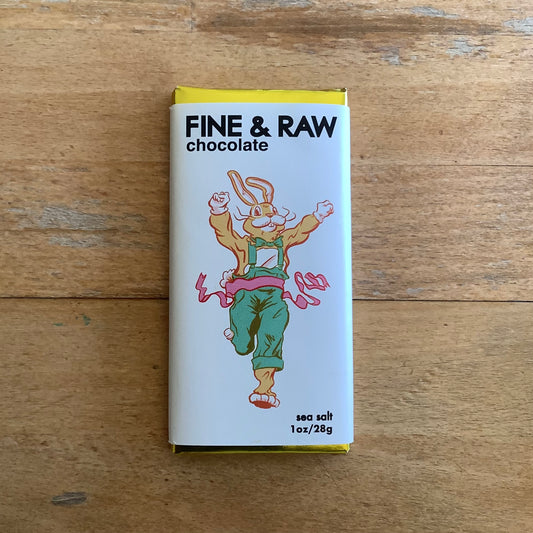 FINE & RAW
chocolate
sea salt
1oz/28g